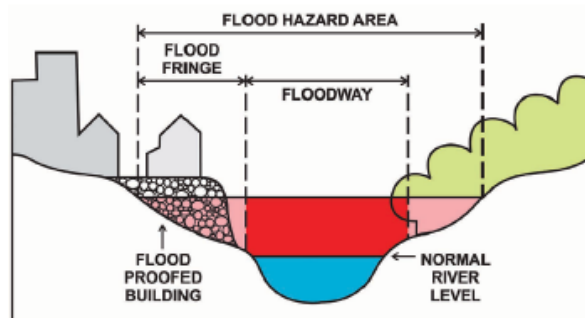 FLOOD HAZARD AREA
FLOOD
FRINGE
FLOODWAY
FLOOD
PROOFED
BUILDING
NORMAL
RIVER
LEVEL